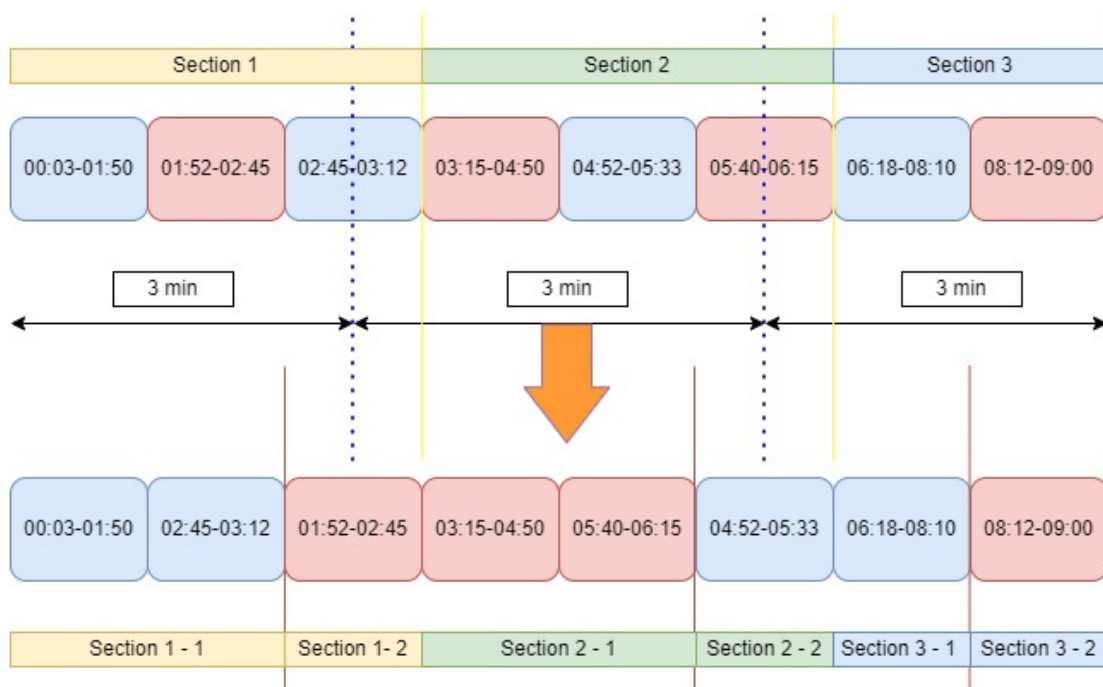 Section 1 Section 2 Section 3
00:03-01:50 01:52-02:45 02:45-03:12 03:15-04:50 04:52-05:33 05:40-06:15 06:18-08:10 08:12-09:00
3 min 3 min 3 min
00:03-01:50 02:45-03:12 01:52-02:45 03:15-04:50 05:40-06:15 04:52-05:33 06:18-08:10 08:12-09:00
Section 1 - 1 Section 1- 2 Section 2 - 1 Section 2 - 2 Section 3 - 1 Section 3 - 2